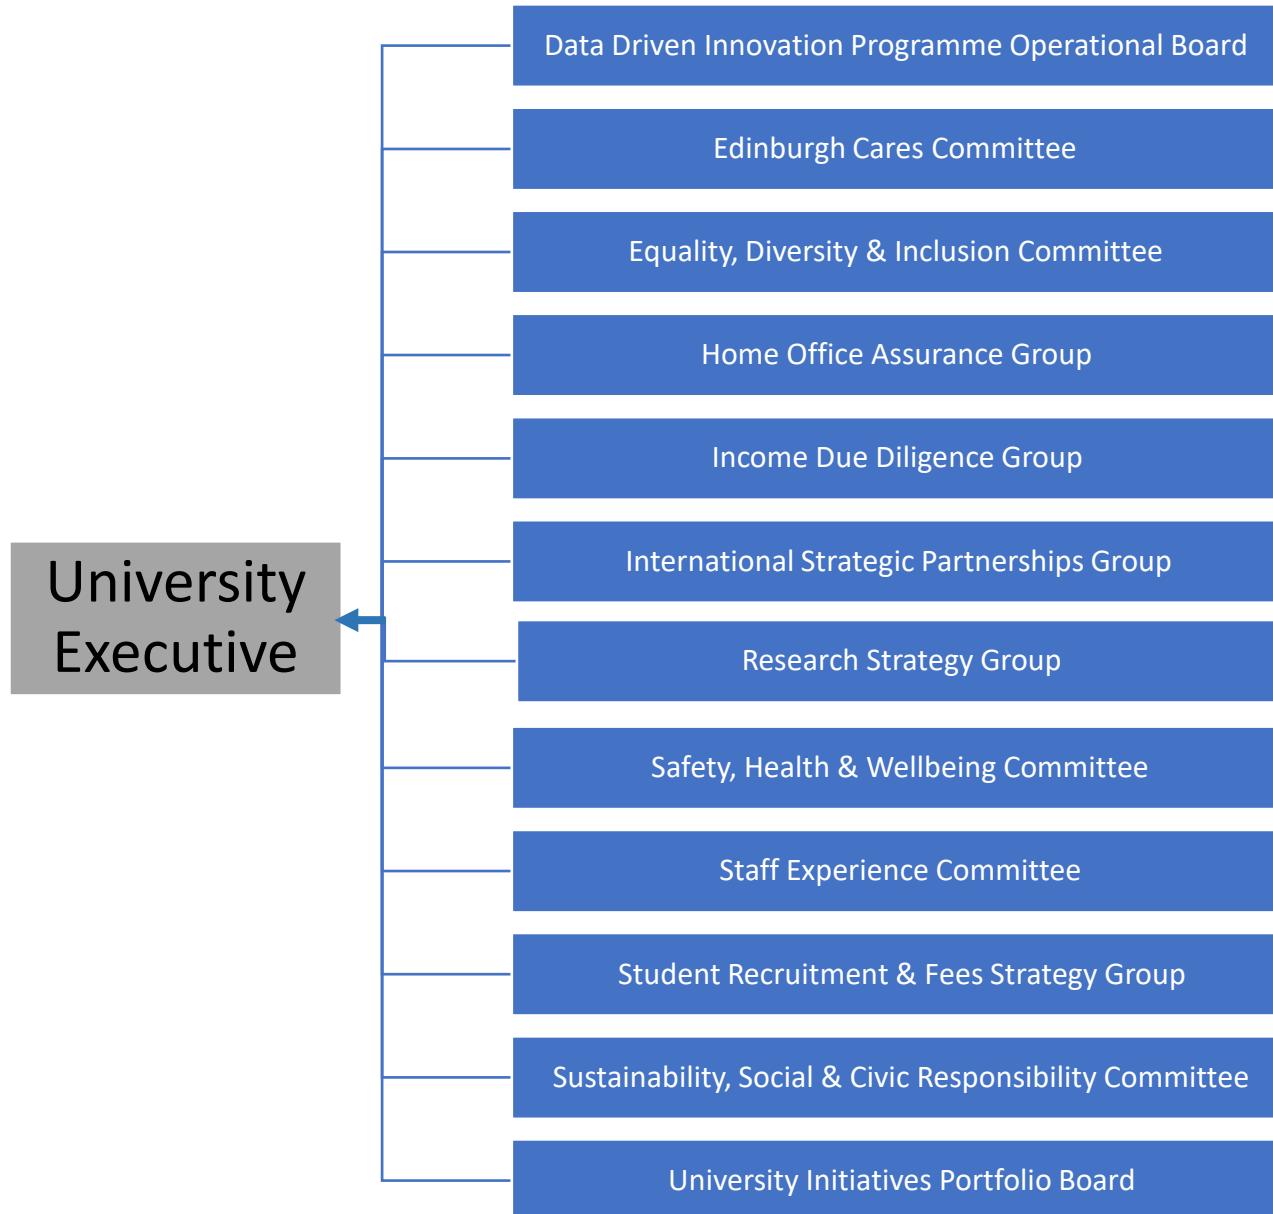 Data Driven Innovation Programme Operational Board
Edinburgh Cares Committee
Equality, Diversity & Inclusion Committee
Home Office Assurance Group
Income Due Diligence Group
International Strategic Partnerships Group
University
Executive
Research Strategy Group
Safety, Health & Wellbeing Committee
Staff Experience Committee
Student Recruitment & Fees Strategy Group
Sustainability, Social & Civic Responsibility Committee
University Initiatives Portfolio Board